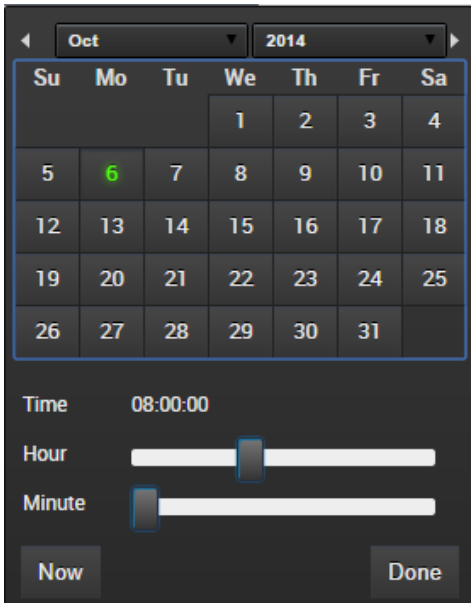 Oct 2014
Su Mo Tu We Th Fr Sa
1 2 3 4
5 6 7 8 9 10 11
12 13 14 15 16 17 18
19 20 21 22 23 24 25
26 27 28 29 30 31
Time 08:00:00
Hour
Minute
Now Done